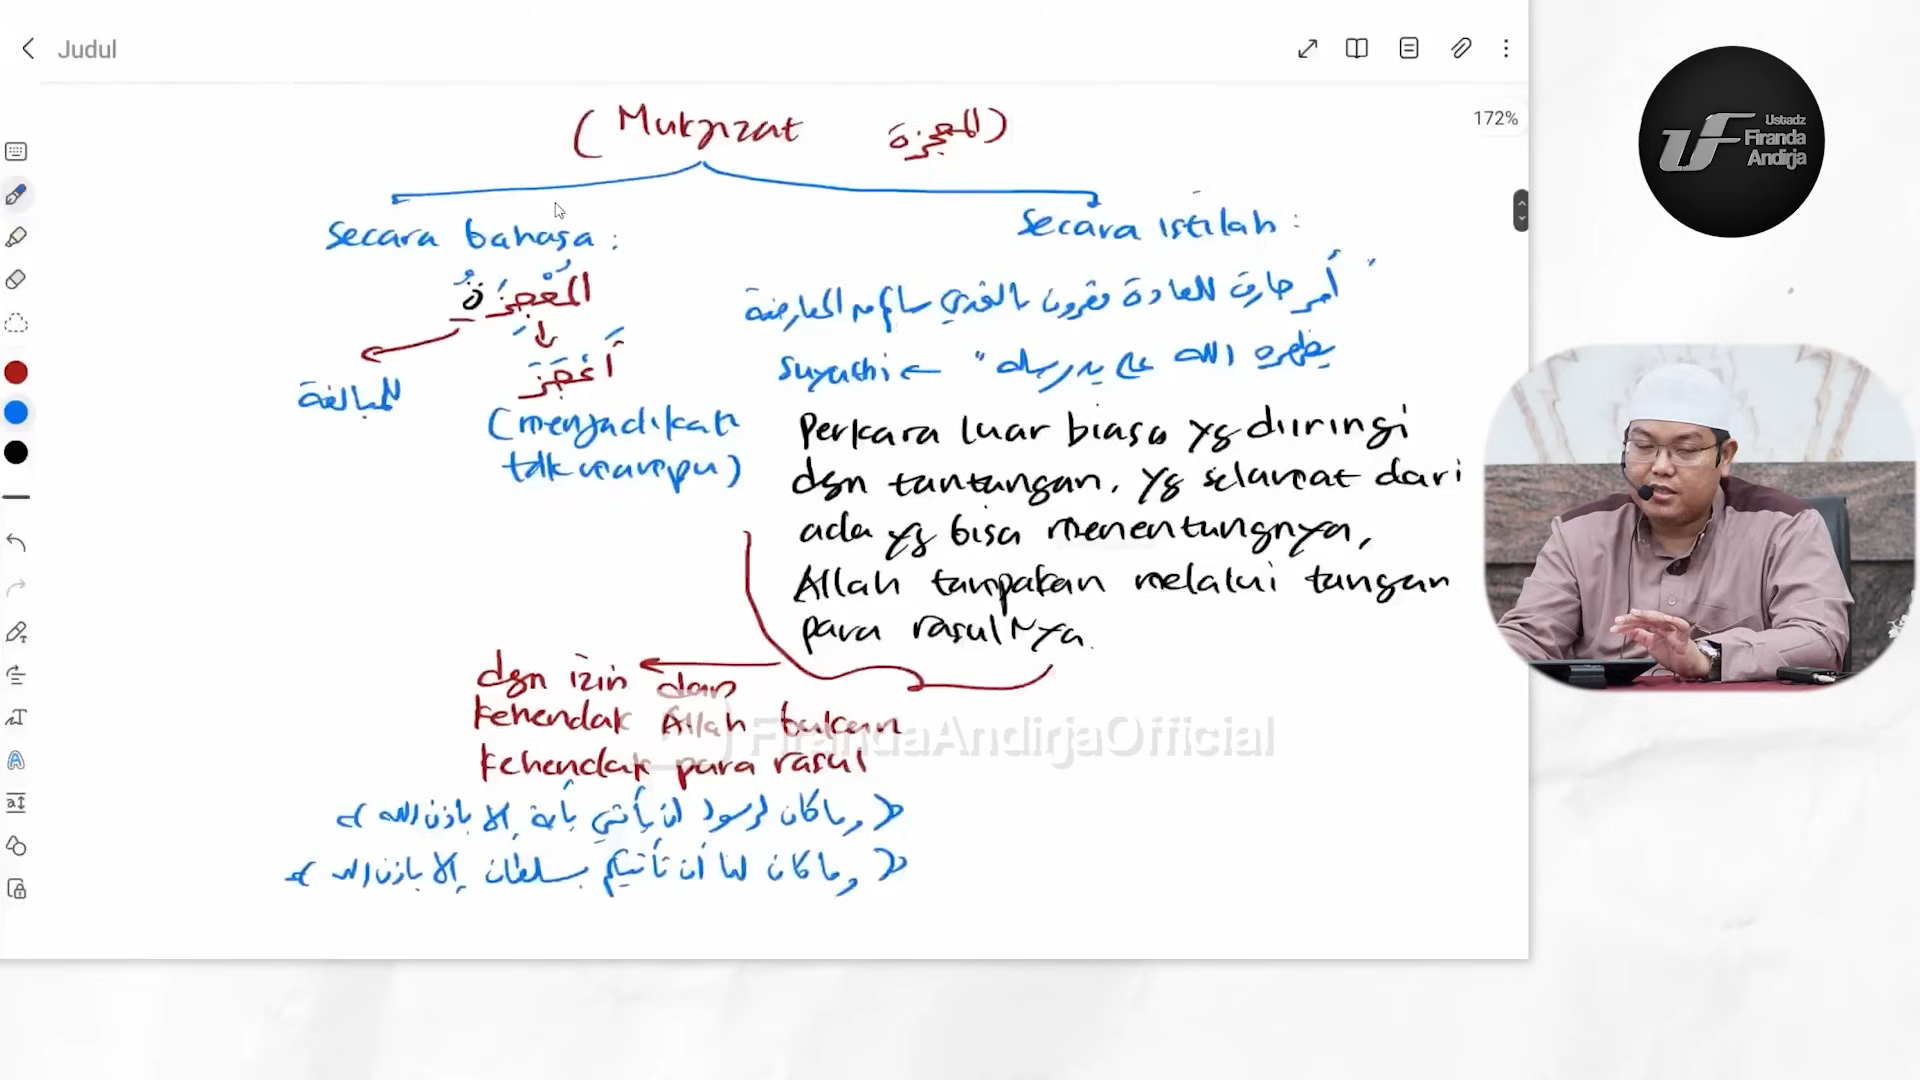 Judul
172%
Ustadz
Firanda
Andirja
(Mukjizat المعجزة)
Secara bahasa :
المُعْجِزَةُ
أَعْجَزَ
للمبالغة
(menjadikan
tdk mampu)
Secara istilah :
"أمر خارق للعادة مقرون بالتحدي سالم عن المعارضة
يظهره الله على يد رسله" ← Suyuthi
Perkara luar biasa yg diiringi
dgn tantangan, yg selamat dari
ada yg bisa menentangnya,
Allah tampakan melalui tangan
para rasulNya.
dgn izin dan
kehendak Allah bukan
kehendak para rasul
FirandaAndirjaOfficial
﴿وما كان لرسول أن يأتي بآية إلا بإذن الله﴾
﴿وما كان لنا أن نأتيكم بسلطان إلا بإذن الله﴾